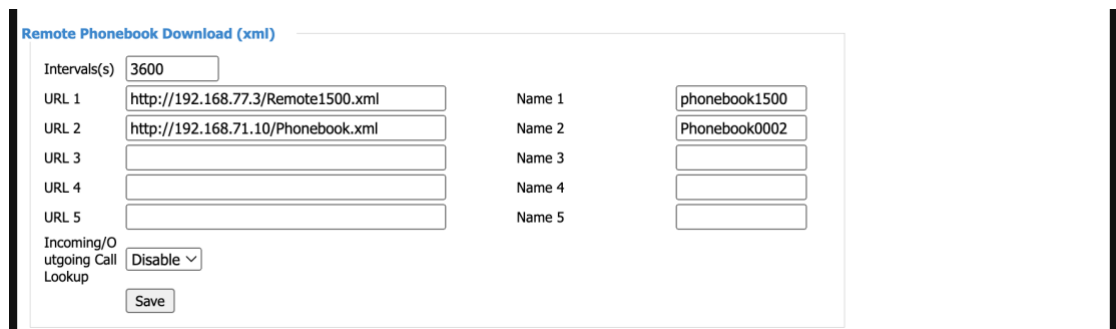 Remote Phonebook Download (xml)
Intervals(s) 3600
URL 1 http://192.168.77.3/Remote1500.xml Name 1 phonebook1500
URL 2 http://192.168.71.10/Phonebook.xml Name 2 Phonebook0002
URL 3 Name 3
URL 4 Name 4
URL 5 Name 5
Incoming/O
utgoing Call Disable
Lookup
Save